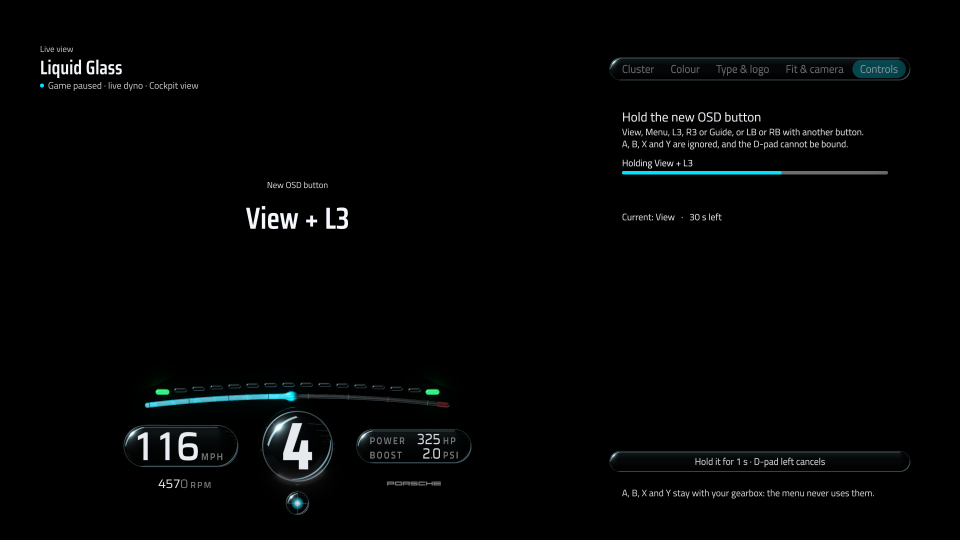 Live view
Liquid Glass
Game paused · live dyno · Cockpit view
Cluster Colour Type & logo Fit & camera Controls
Hold the new OSD button
View, Menu, L3, R3 or Guide, or LB or RB with another button.
A, B, X and Y are ignored, and the D-pad cannot be bound.
Holding View + L3
New OSD button
View + L3
Current: View · 30 s left
116 MPH
4
POWER 325 HP
BOOST 2.0 PSI
4570 RPM
PORSCHE
Hold it for 1 s · D-pad left cancels
A, B, X and Y stay with your gearbox: the menu never uses them.